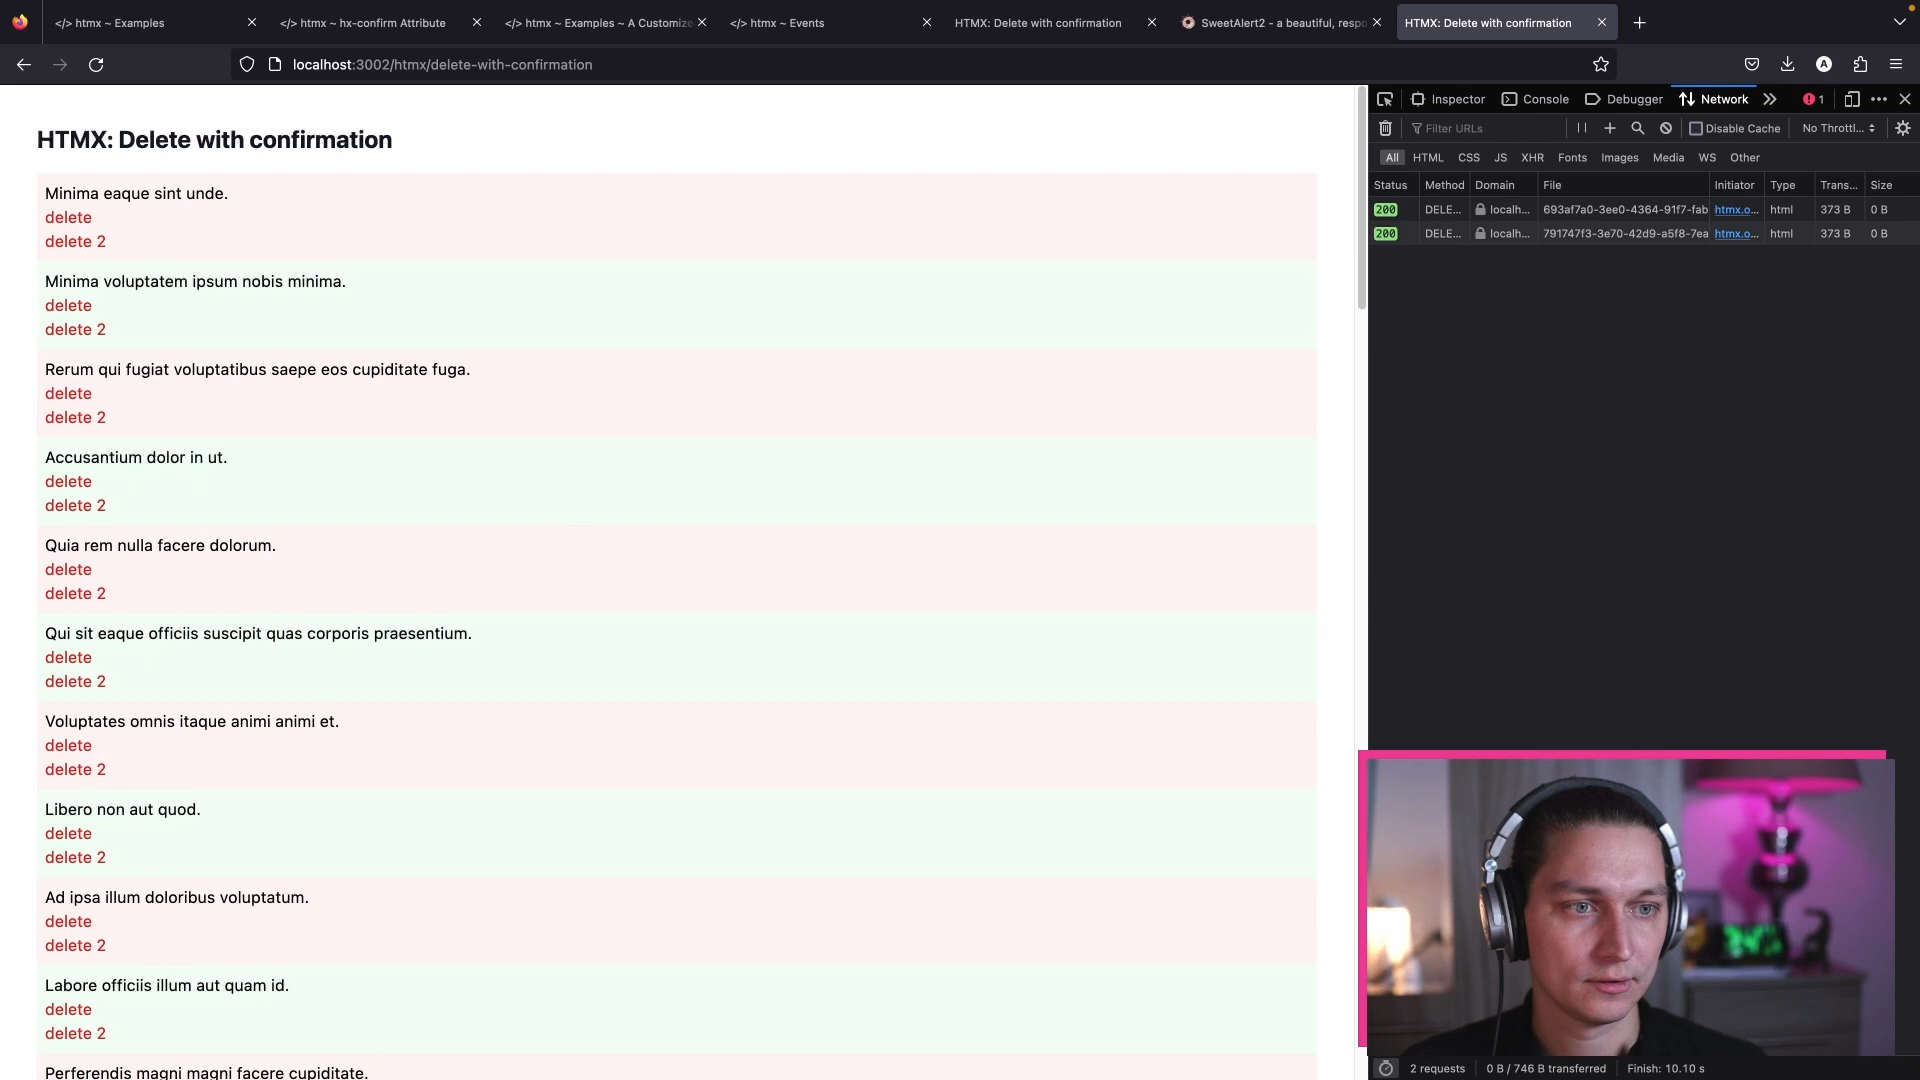 </> htmx ~ Examples
</> htmx ~ hx-confirm Attribute
</> htmx ~ Examples ~ A Customize
</> htmx ~ Events
HTMX: Delete with confirmation
SweetAlert2 - a beautiful, respo
HTMX: Delete with confirmation
localhost:3002/htmx/delete-with-confirmation
A
Inspector
Console
Debugger
Network
1
Filter URLs
Disable Cache
No Throttl...
All HTML CSS JS XHR Fonts Images Media WS Other
Status Method Domain File Initiator Type Trans... Size
200 DELE... localh... 693af7a0-3ee0-4364-91f7-fab htmx.o... html 373 B 0 B
200 DELE... localh... 791747f3-3e70-42d9-a5f8-7ea htmx.o... html 373 B 0 B
HTMX: Delete with confirmation
Minima eaque sint unde.
delete
delete 2
Minima voluptatem ipsum nobis minima.
delete
delete 2
Rerum qui fugiat voluptatibus saepe eos cupiditate fuga.
delete
delete 2
Accusantium dolor in ut.
delete
delete 2
Quia rem nulla facere dolorum.
delete
delete 2
Qui sit eaque officiis suscipit quas corporis praesentium.
delete
delete 2
Voluptates omnis itaque animi animi et.
delete
delete 2
Libero non aut quod.
delete
delete 2
Ad ipsa illum doloribus voluptatum.
delete
delete 2
Labore officiis illum aut quam id.
delete
delete 2
Perferendis magni magni facere cupiditate.
2 requests
0 B / 746 B transferred
Finish: 10.10 s